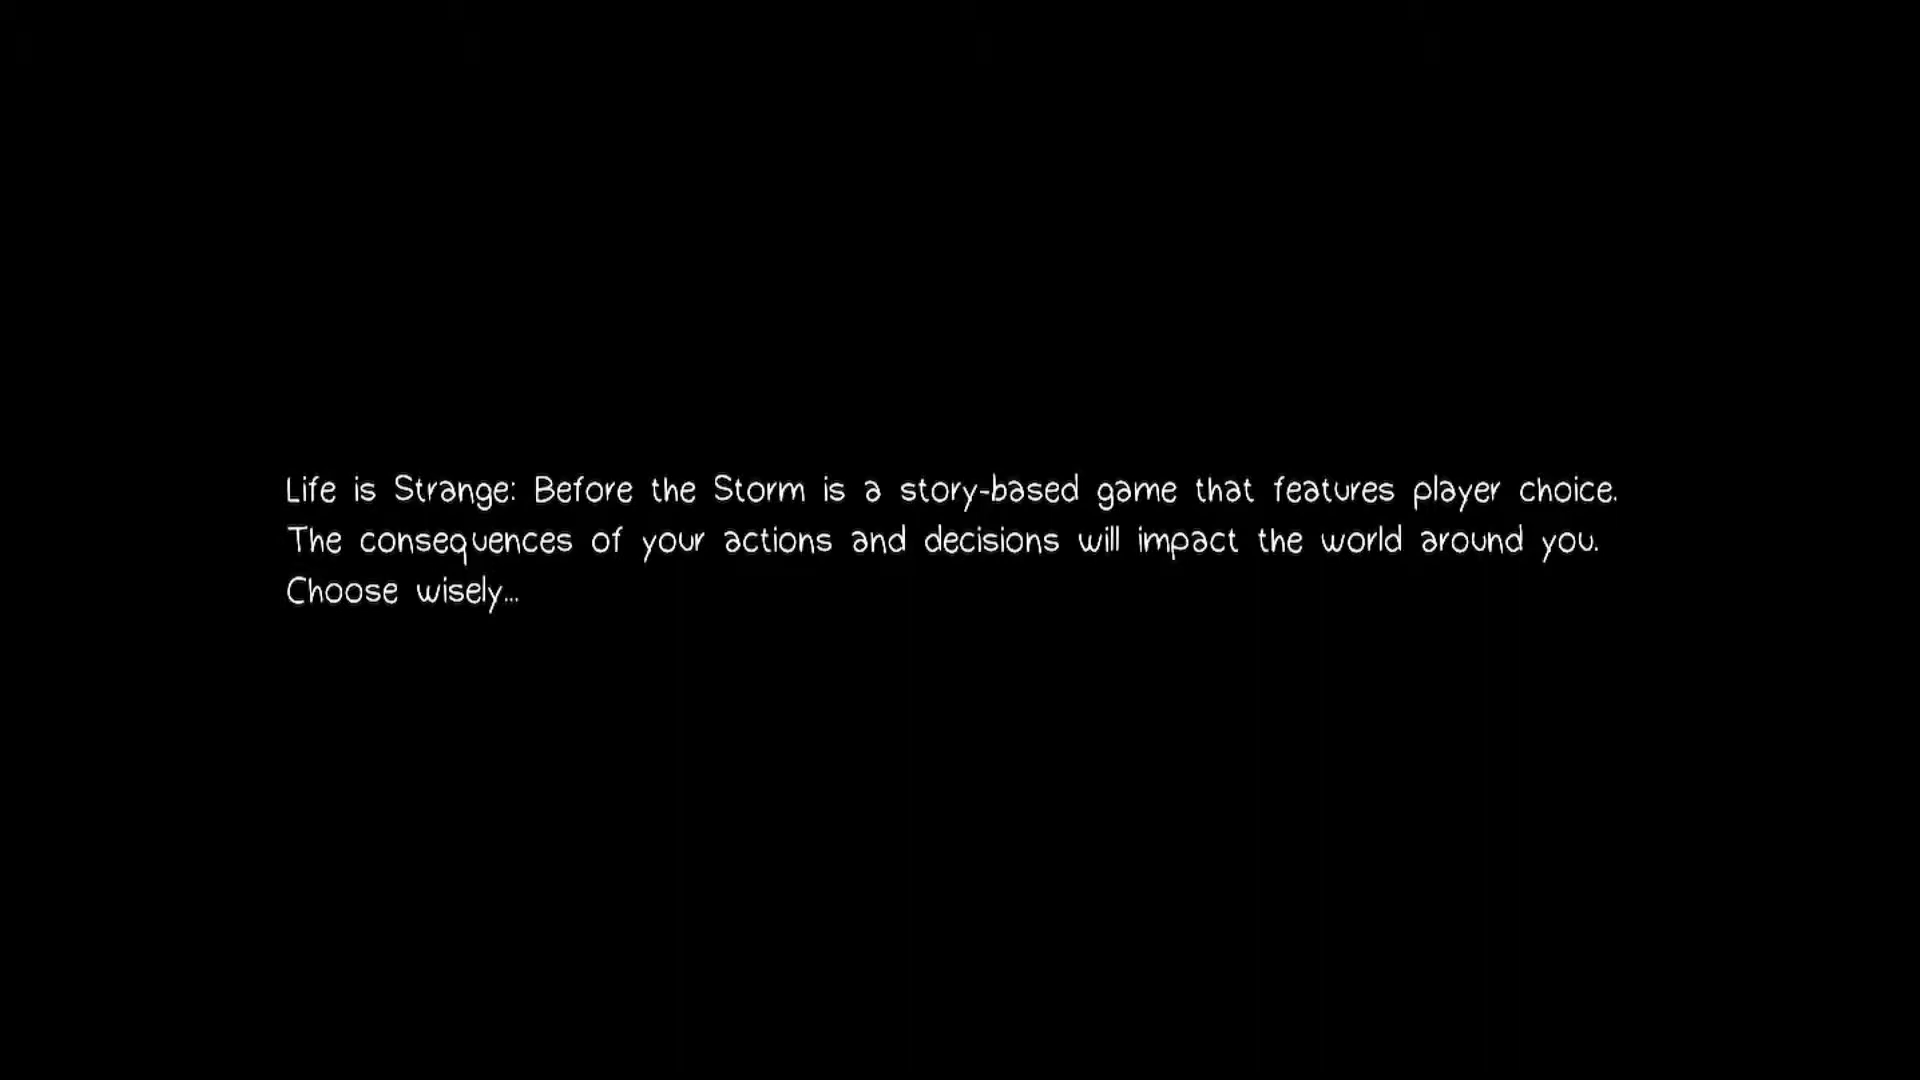 Life is Strange: Before the Storm is a story-based game that features player choice.
The consequences of your actions and decisions will impact the world around you.
Choose wisely...